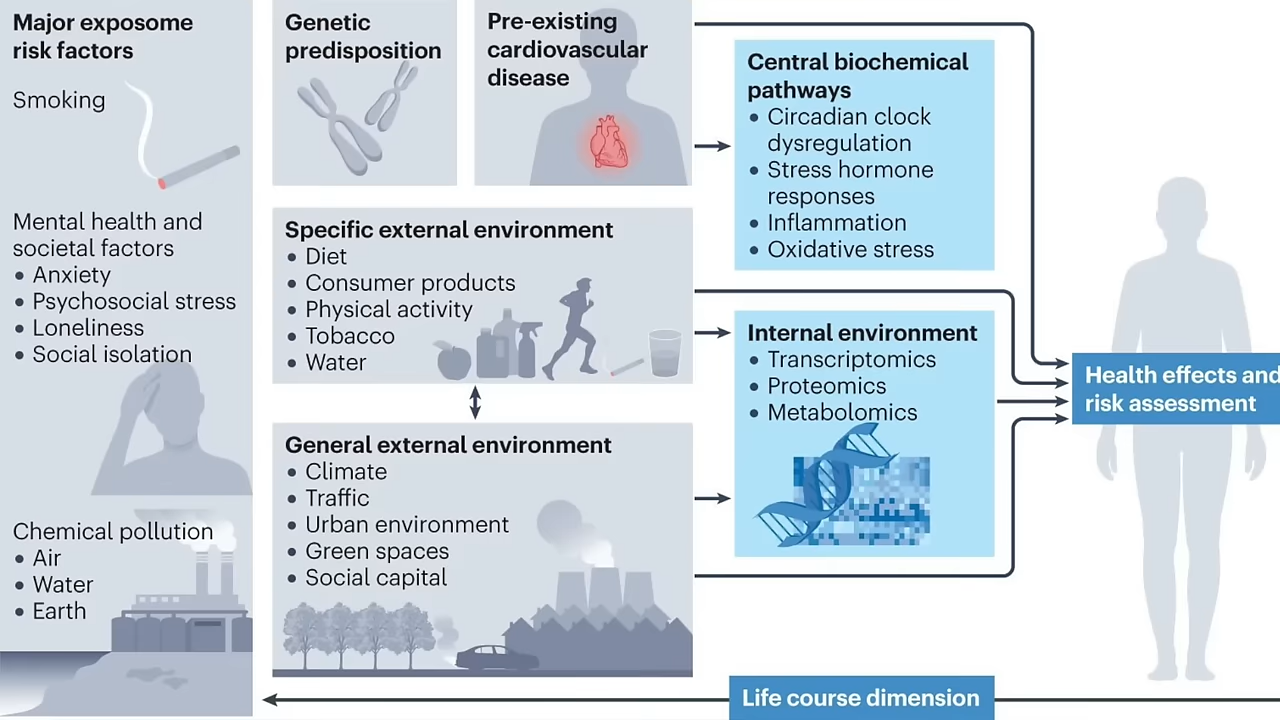 Major exposome
risk factors
Smoking
Mental health and
societal factors
• Anxiety
• Psychosocial stress
• Loneliness
• Social isolation
Chemical pollution
• Air
• Water
• Earth
Genetic
predisposition
Pre-existing
cardiovascular
disease
Specific external environment
• Diet
• Consumer products
• Physical activity
• Tobacco
• Water
General external environment
• Climate
• Traffic
• Urban environment
• Green spaces
• Social capital
Central biochemical
pathways
• Circadian clock
dysregulation
• Stress hormone
responses
• Inflammation
• Oxidative stress
Internal environment
• Transcriptomics
• Proteomics
• Metabolomics
Health effects and
risk assessment
Life course dimension